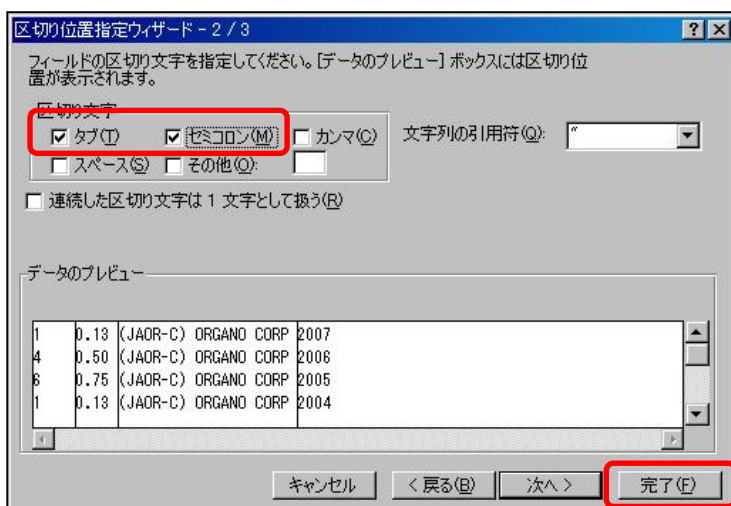 区切り位置指定ウィザード - 2 / 3
フィールドの区切り文字を指定してください。[データのプレビュー] ボックスには区切り位
置が表示されます。
区切り文字
タブ(T) セミコロン(M) カンマ(C) 文字列の引用符(Q): "
スペース(S) その他(O):
連続した区切り文字は 1 文字として扱う(R)
データのプレビュー
1 0.13 (JAOR-C) ORGANO CORP 2007
4 0.50 (JAOR-C) ORGANO CORP 2006
6 0.75 (JAOR-C) ORGANO CORP 2005
1 0.13 (JAOR-C) ORGANO CORP 2004
キャンセル < 戻る(B) 次へ > 完了(F)